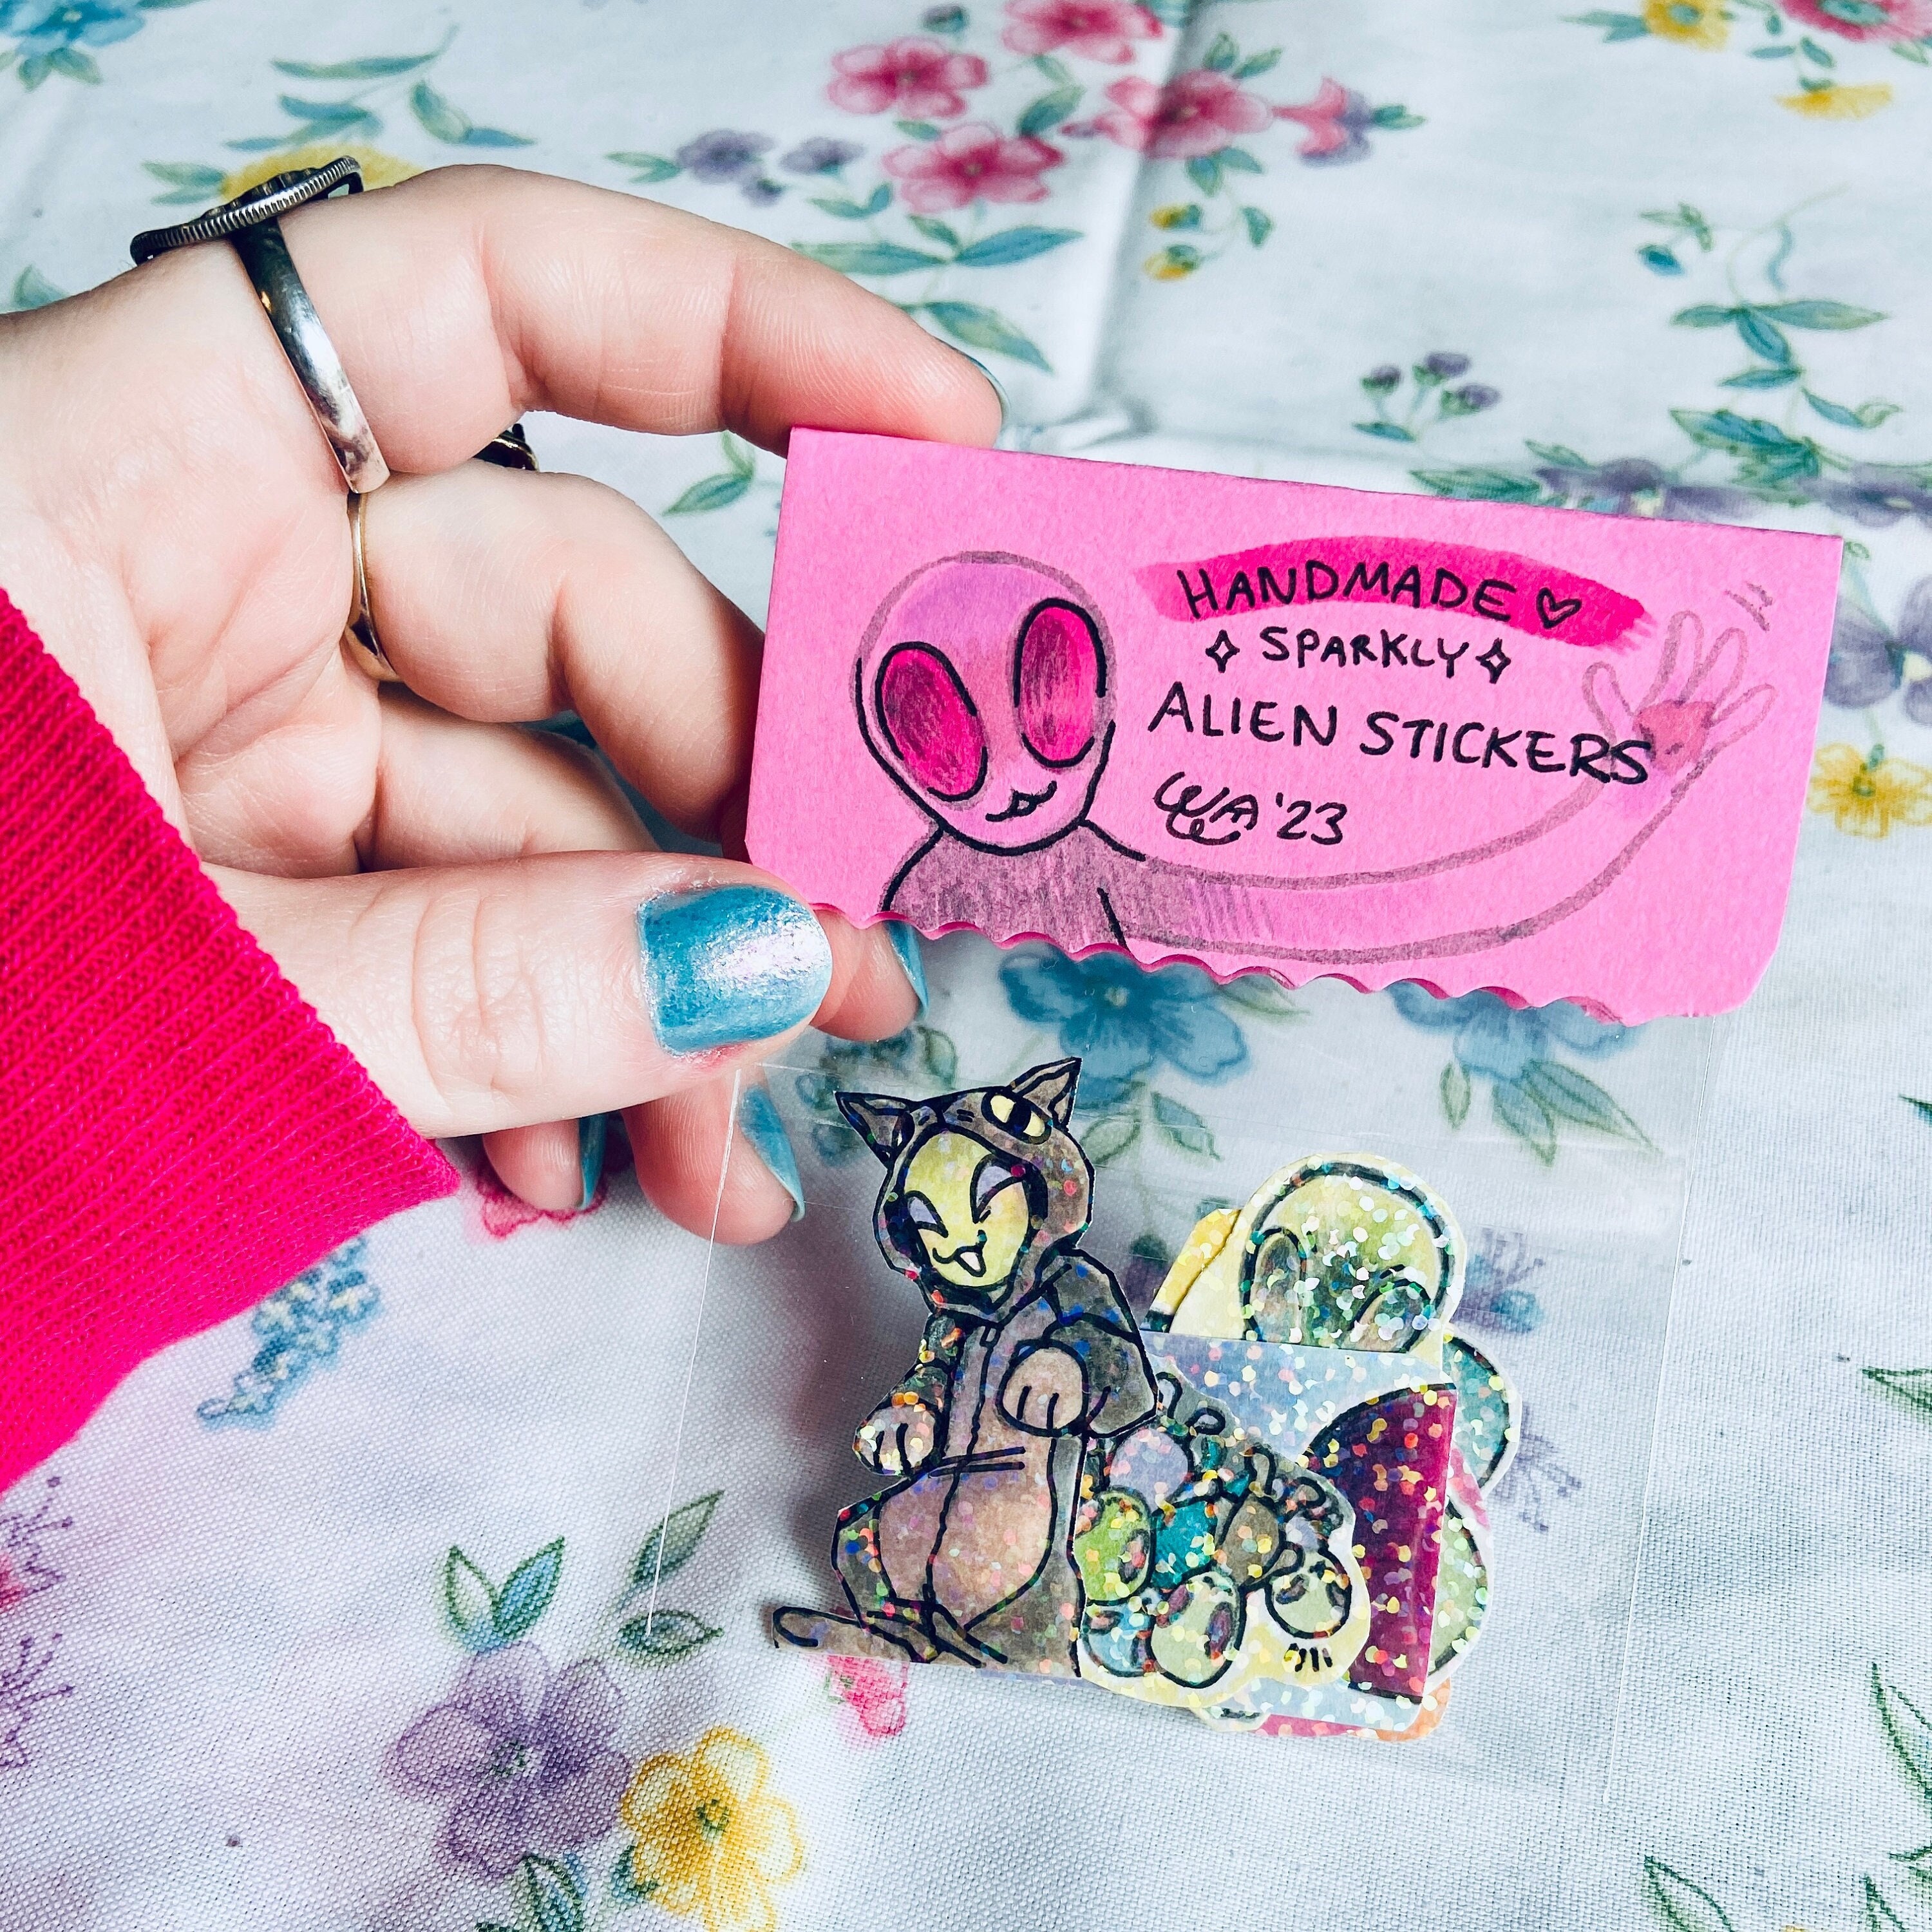 HANDMADE ♡
✧ SPARKLY ✧
ALIEN STICKERS
'23